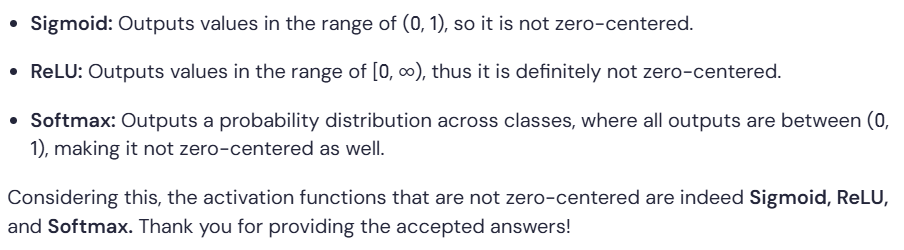 • Sigmoid: Outputs values in the range of (0, 1), so it is not zero-centered.
• ReLU: Outputs values in the range of [0, ∞), thus it is definitely not zero-centered.
• Softmax: Outputs a probability distribution across classes, where all outputs are between (0,
1), making it not zero-centered as well.
Considering this, the activation functions that are not zero-centered are indeed Sigmoid, ReLU,
and Softmax. Thank you for providing the accepted answers!